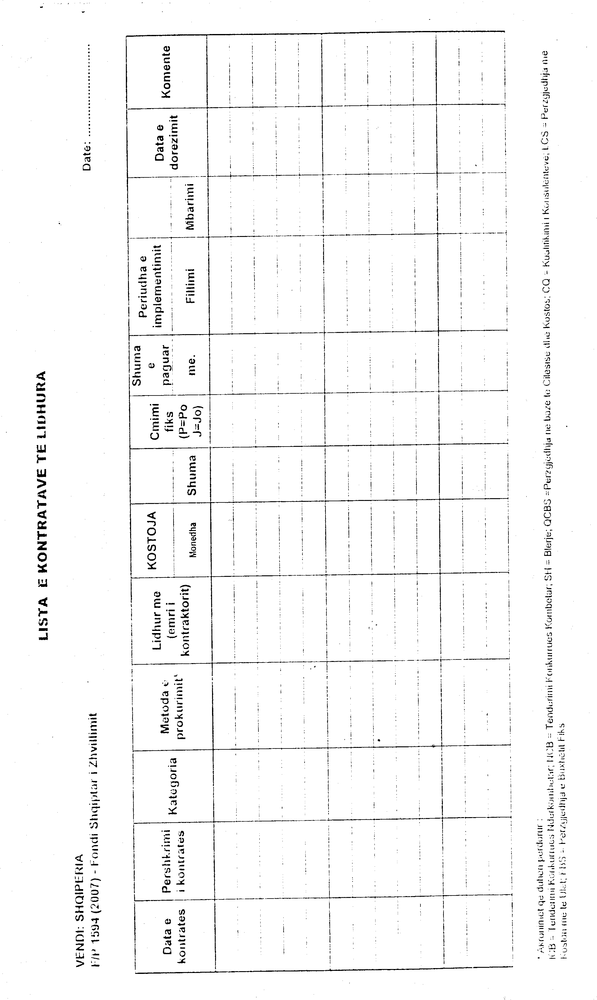 LISTA E KONTRATAVE TE LIDHURA
VENDI: SHQIPERIA
Date: ..............................
F/P 1594 (2007) - Fondi Shqiptar i Zhvillimit
Data e
kontrates
Pershkrimi
i kontrates
Kategoria
Metoda e
prokurimit*
Lidhur me
(emri i
kontraktorit)
KOSTOJA
Monedha
Shuma
Cmimi
fiks
(P=Po
J=Jo)
Shuma
e
paguar
me.
Periudha e
implementimit
Fillimi
Mbarimi
Data e
dorezimit
Komente
* Akronimet qe duhen perdorur :
ICB = Tenderimi Konkurrues Nderkombetar; NCB = Tenderimi Konkurrues Kombetar; SH = Blerje; QCBS =Perzgjedhja ne baze te Cilesise dhe Kostos; CQ = Kualifikimi i Konsulenteve; LCS = Perzgjedhja me
Koston me te Ulet; FBS = Perzgjedhja e Buxhetit Fiks